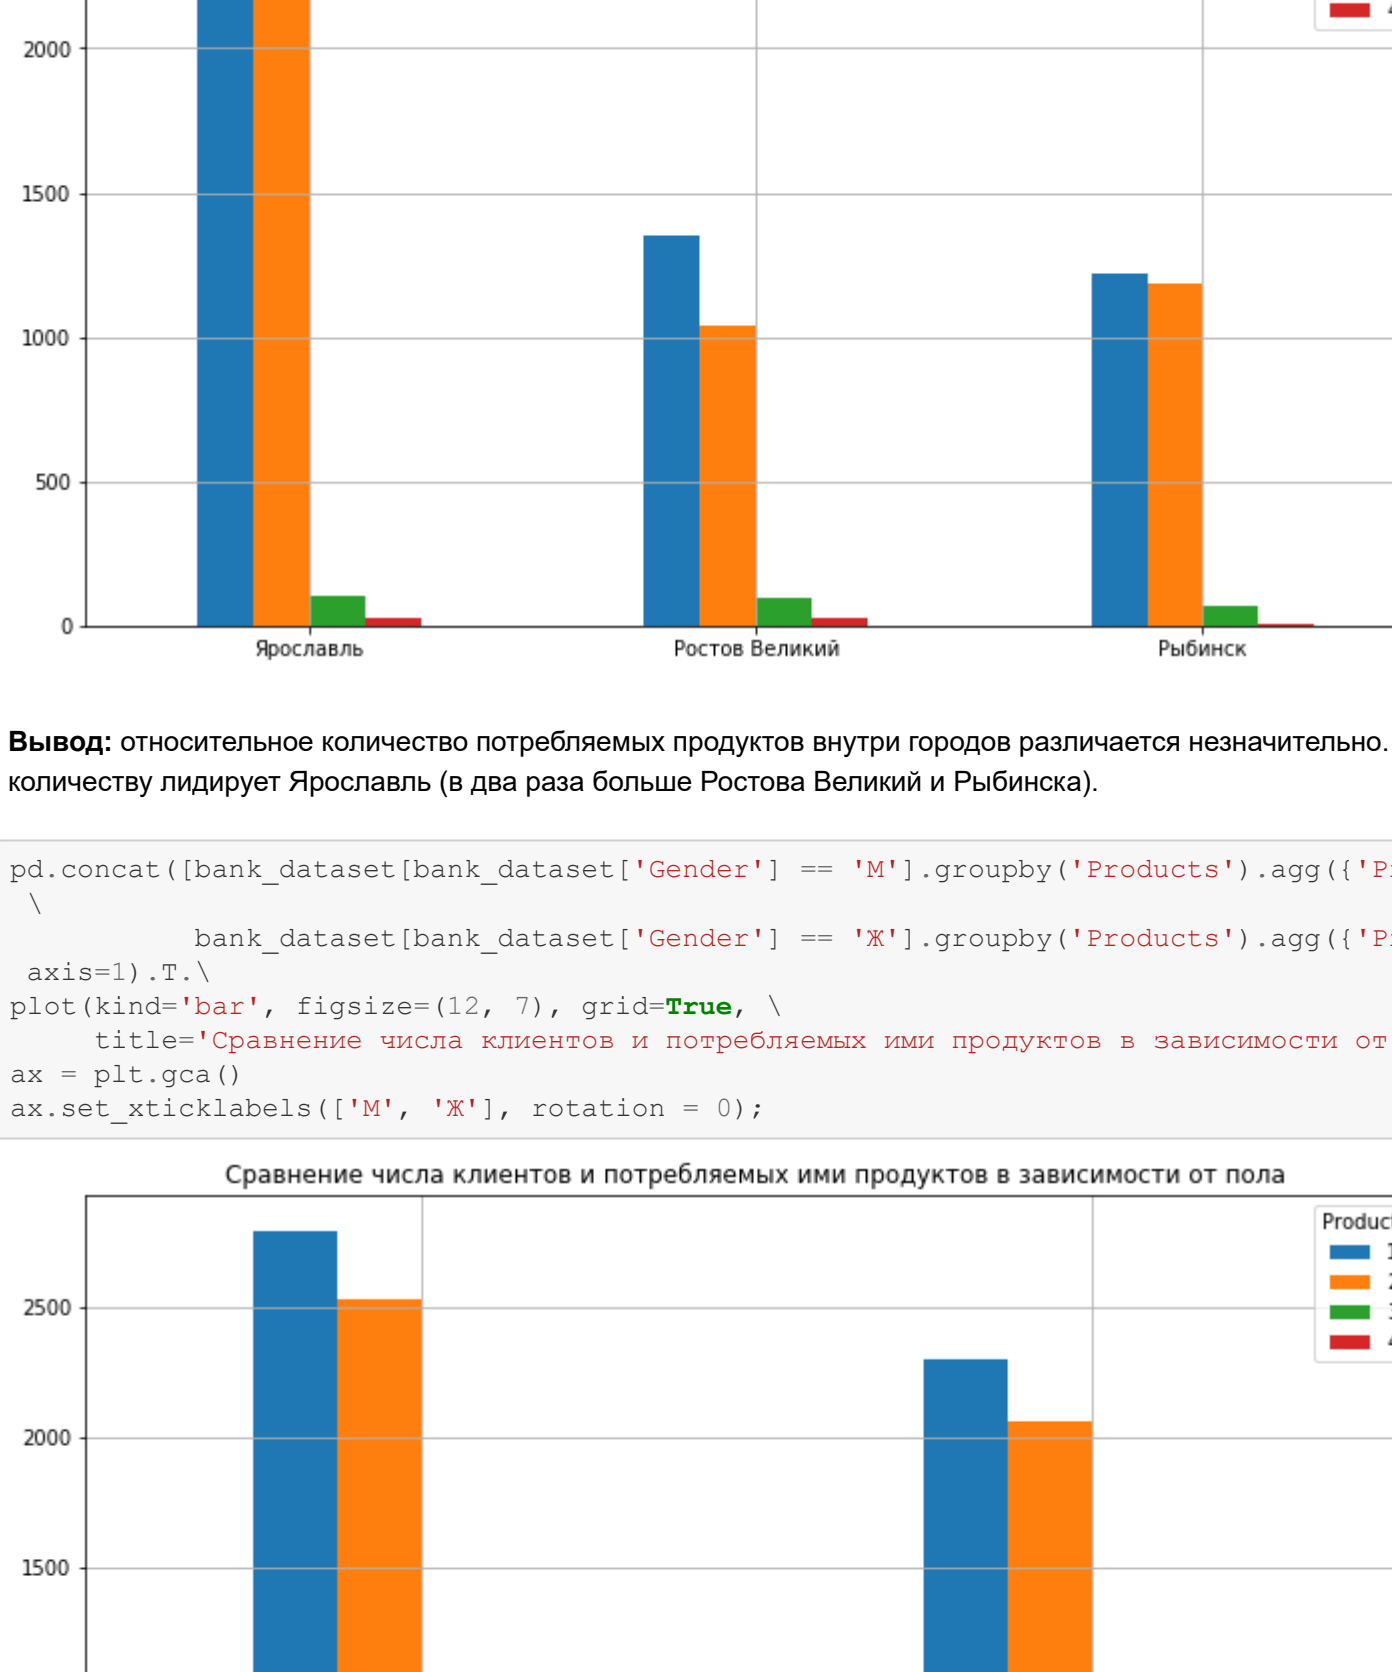 2000
1500
1000
500
0
Ярославль Ростов Великий Рыбинск
Вывод: относительное количество потребляемых продуктов внутри городов различается незначительно.
количеству лидирует Ярославль (в два раза больше Ростова Великий и Рыбинска).
pd.concat([bank_dataset[bank_dataset['Gender'] == 'М'].groupby('Products').agg({'P
\
bank_dataset[bank_dataset['Gender'] == 'Ж'].groupby('Products').agg({'P
axis=1).T.\
plot(kind='bar', figsize=(12, 7), grid=True, \
title='Сравнение числа клиентов и потребляемых ими продуктов в зависимости от
ax = plt.gca()
ax.set_xticklabels(['М', 'Ж'], rotation = 0);
Сравнение числа клиентов и потребляемых ими продуктов в зависимости от пола
Product
2500
2000
1500